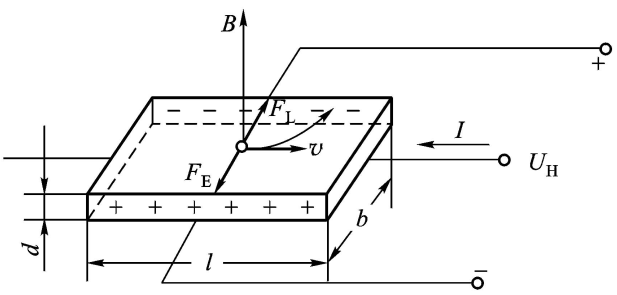 B
+
− − − − − −
F_L
I
v
U_H
F_E
+ + + + + +
b
d
l
−